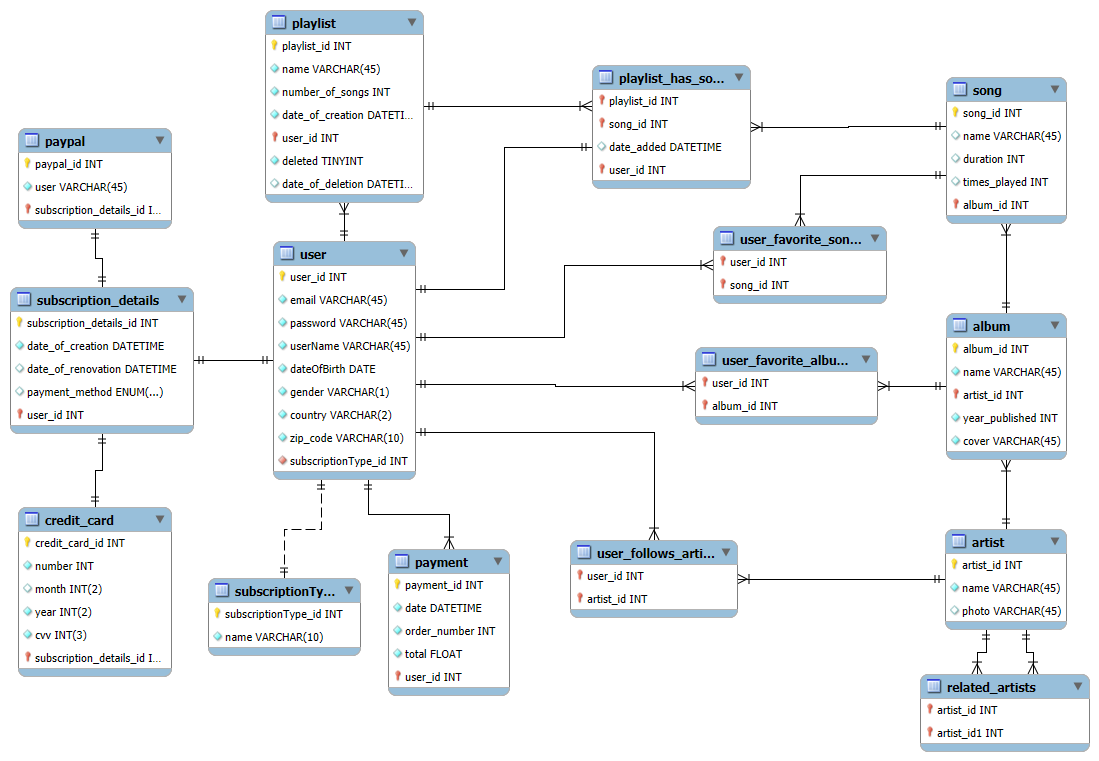 playlist
playlist_id INT
name VARCHAR(45)
number_of_songs INT
date_of_creation DATETI...
user_id INT
deleted TINYINT
date_of_deletion DATETI...
playlist_has_so...
playlist_id INT
song_id INT
date_added DATETIME
user_id INT
song
song_id INT
name VARCHAR(45)
duration INT
times_played INT
album_id INT
paypal
paypal_id INT
user VARCHAR(45)
subscription_details_id I...
user_favorite_son...
user_id INT
song_id INT
user
user_id INT
email VARCHAR(45)
password VARCHAR(45)
userName VARCHAR(45)
dateOfBirth DATE
gender VARCHAR(1)
country VARCHAR(2)
zip_code VARCHAR(10)
subscriptionType_id INT
subscription_details
subscription_details_id INT
date_of_creation DATETIME
date_of_renovation DATETIME
payment_method ENUM(...)
user_id INT
album
album_id INT
name VARCHAR(45)
artist_id INT
year_published INT
cover VARCHAR(45)
user_favorite_albu...
user_id INT
album_id INT
credit_card
credit_card_id INT
number INT
month INT(2)
year INT(2)
cvv INT(3)
subscription_details_id I...
subscriptionTy...
subscriptionType_id INT
name VARCHAR(10)
payment
payment_id INT
date DATETIME
order_number INT
total FLOAT
user_id INT
user_follows_arti...
user_id INT
artist_id INT
artist
artist_id INT
name VARCHAR(45)
photo VARCHAR(45)
related_artists
artist_id INT
artist_id1 INT